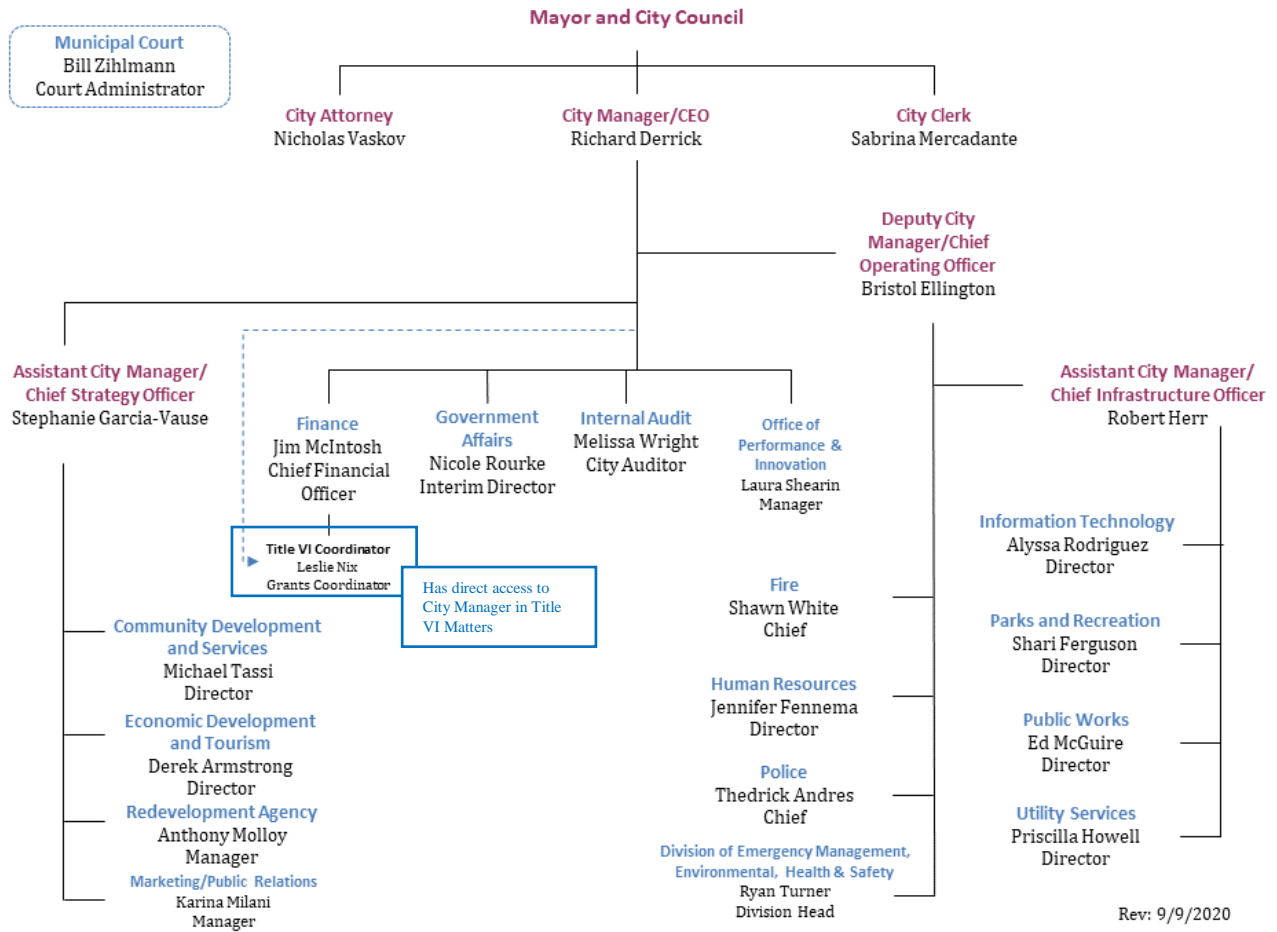 Mayor and City Council
Municipal Court
Bill Zihlmann
Court Administrator
City Attorney
Nicholas Vaskov
City Manager/CEO
Richard Derrick
City Clerk
Sabrina Mercadante
Deputy City
Manager/Chief
Operating Officer
Bristol Ellington
Assistant City Manager/
Chief Strategy Officer
Stephanie Garcia-Vause
Assistant City Manager/
Chief Infrastructure Officer
Robert Herr
Finance
Jim McIntosh
Chief Financial
Officer
Government
Affairs
Nicole Rourke
Interim Director
Internal Audit
Melissa Wright
City Auditor
Office of
Performance &
Innovation
Laura Shearin
Manager
Title VI Coordinator
Leslie Nix
Grants Coordinator
Has direct access to
City Manager in Title
VI Matters
Community Development
and Services
Michael Tassi
Director
Economic Development
and Tourism
Derek Armstrong
Director
Redevelopment Agency
Anthony Molloy
Manager
Marketing/Public Relations
Karina Milani
Manager
Fire
Shawn White
Chief
Human Resources
Jennifer Fennema
Director
Police
Thedrick Andres
Chief
Division of Emergency Management,
Environmental, Health & Safety
Ryan Turner
Division Head
Information Technology
Alyssa Rodriguez
Director
Parks and Recreation
Shari Ferguson
Director
Public Works
Ed McGuire
Director
Utility Services
Priscilla Howell
Director
Rev: 9/9/2020